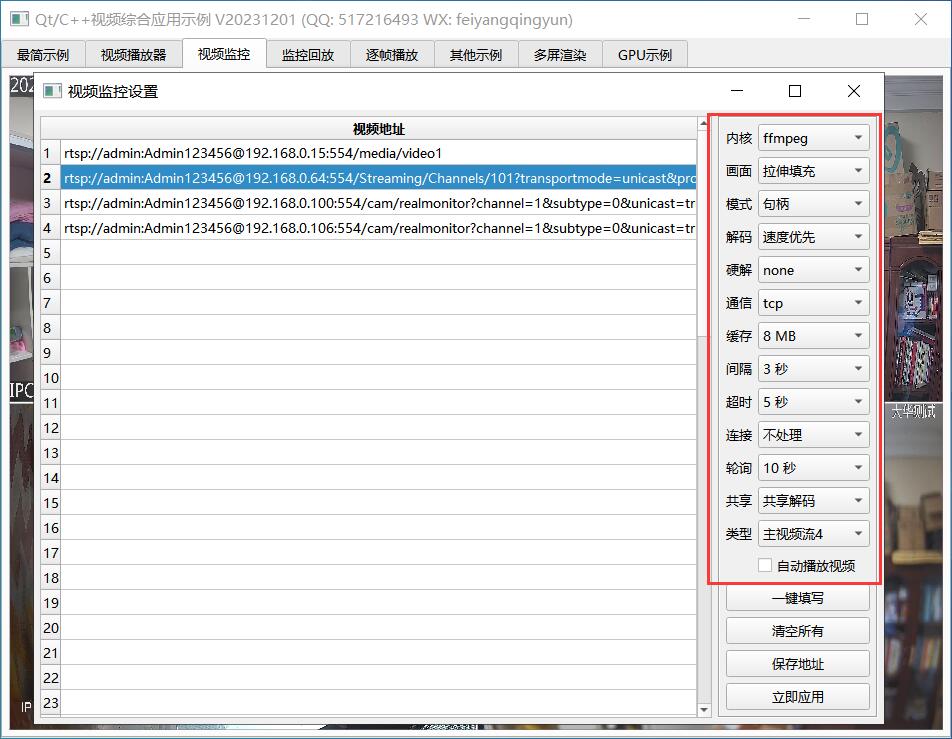 Qt/C++视频综合应用示例 V20231201 (QQ: 517216493 WX: feiyangqingyun)
最简示例 视频播放器 视频监控 监控回放 逐帧播放 其他示例 多屏渲染 GPU示例
202
视频监控设置
视频地址
1 rtsp://admin:Admin123456@192.168.0.15:554/media/video1
2 rtsp://admin:Admin123456@192.168.0.64:554/Streaming/Channels/101?transportmode=unicast&pro
3 rtsp://admin:Admin123456@192.168.0.100:554/cam/realmonitor?channel=1&subtype=0&unicast=tr
4 rtsp://admin:Admin123456@192.168.0.106:554/cam/realmonitor?channel=1&subtype=0&unicast=tr
5
6
7
8
9
10
11
12
13
14
15
16
17
18
19
20
21
22
23
内核 ffmpeg
画面 拉伸填充
模式 句柄
解码 速度优先
硬解 none
通信 tcp
缓存 8 MB
间隔 3 秒
超时 5 秒
连接 不处理
轮询 10 秒
共享 共享解码
类型 主视频流4
自动播放视频
一键填写
清空所有
保存地址
立即应用
IPC
大华测试
IP